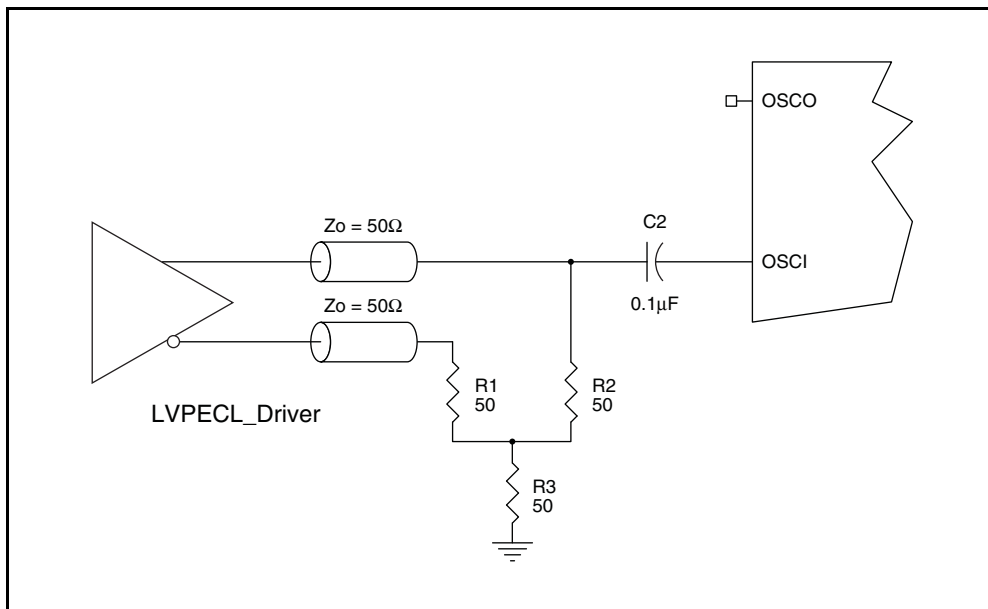 OSCO
Zo = 50Ω
C2
OSCI
0.1µF
Zo = 50Ω
R1
50
R2
50
LVPECL_Driver
R3
50